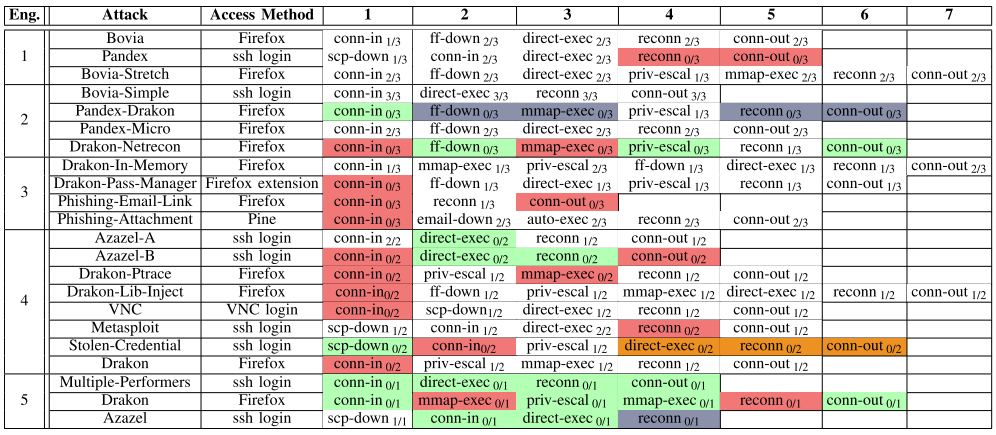 Eng. Attack Access Method 1 2 3 4 5 6 7
1
Bovia Firefox conn-in 1/3 ff-down 2/3 direct-exec 2/3 reconn 2/3 conn-out 2/3
Pandex ssh login scp-down 1/3 conn-in 2/3 direct-exec 2/3 reconn 0/3 conn-out 0/3
Bovia-Stretch Firefox conn-in 2/3 ff-down 2/3 direct-exec 2/3 priv-escal 1/3 mmap-exec 2/3 reconn 2/3 conn-out 2/3
2
Bovia-Simple ssh login conn-in 3/3 direct-exec 3/3 reconn 3/3 conn-out 3/3
Pandex-Drakon Firefox conn-in 0/3 ff-down 0/3 mmap-exec 0/3 priv-escal 1/3 reconn 0/3 conn-out 0/3
Pandex-Micro Firefox conn-in 2/3 ff-down 2/3 direct-exec 2/3 reconn 2/3 conn-out 2/3
Drakon-Netrecon Firefox conn-in 0/3 ff-down 0/3 mmap-exec 0/3 priv-escal 0/3 reconn 1/3 conn-out 0/3
3
Drakon-In-Memory Firefox conn-in 1/3 mmap-exec 1/3 priv-escal 2/3 ff-down 1/3 direct-exec 1/3 reconn 1/3 conn-out 2/3
Drakon-Pass-Manager Firefox extension conn-in 0/3 ff-down 1/3 direct-exec 1/3 priv-escal 1/3 reconn 1/3 conn-out 1/3
Phishing-Email-Link Firefox conn-in 0/3 reconn 1/3 conn-out 0/3
Phishing-Attachment Pine conn-in 0/3 email-down 2/3 auto-exec 2/3 reconn 2/3 conn-out 2/3
4
Azazel-A ssh login conn-in 2/2 direct-exec 0/2 reconn 1/2 conn-out 1/2
Azazel-B ssh login conn-in 0/2 direct-exec 0/2 reconn 0/2 conn-out 0/2
Drakon-Ptrace Firefox conn-in 0/2 priv-escal 1/2 mmap-exec 0/2 reconn 1/2 conn-out 1/2
Drakon-Lib-Inject Firefox conn-in0/2 ff-down 1/2 priv-escal 1/2 mmap-exec 1/2 direct-exec 1/2 reconn 1/2 conn-out 1/2
VNC VNC login conn-in0/2 scp-down1/2 direct-exec 1/2 reconn 1/2 conn-out 1/2
Metasploit ssh login scp-down 1/2 conn-in 1/2 direct-exec 2/2 reconn 0/2 conn-out 1/2
Stolen-Credential ssh login scp-down 0/2 conn-in0/2 priv-escal 1/2 direct-exec 0/2 reconn 0/2 conn-out 0/2
Drakon Firefox conn-in 0/2 priv-escal 1/2 mmap-exec 1/2 reconn 1/2 conn-out 1/2
5
Multiple-Performers ssh login conn-in 0/1 direct-exec 0/1 reconn 0/1 conn-out 0/1
Drakon Firefox conn-in 0/1 mmap-exec 0/1 priv-escal 0/1 mmap-exec 0/1 reconn 0/1 conn-out 0/1
Azazel ssh login scp-down 1/1 conn-in 0/1 direct-exec 0/1 reconn 0/1